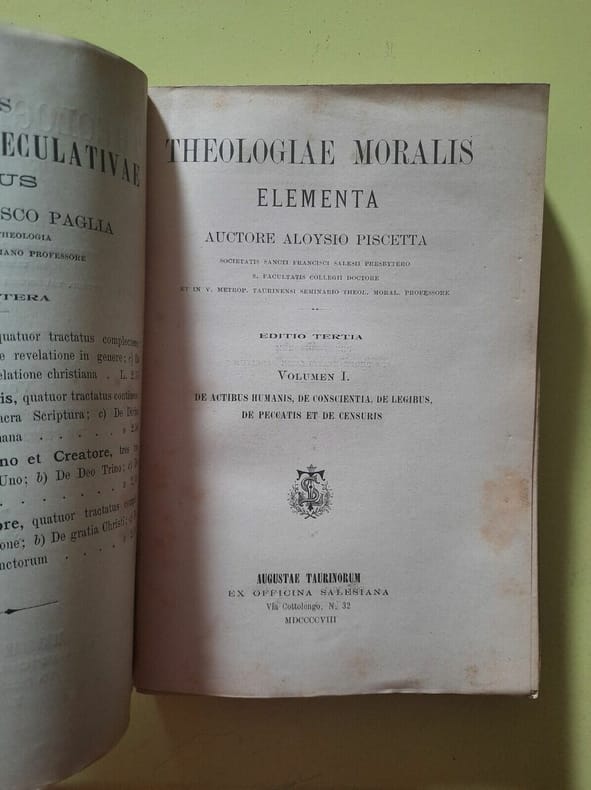 S
ECULATIVAE
US
SCO PAGLIA
THEOLOGIA
IANO PROFESSORE
TERA
quatuor tractatus complectens
e revelatione in genere; c)
elatione christiana . L. 2
is, quatuor tractatus continens
acra Scriptura; c) De
ana . . . . . »
no et Creatore, tres
Uno; b) De Deo Trino; c)
ore, quatuor tractatus
one; b) De gratia Christi;
nctorum . . . .
THEOLOGIAE MORALIS
ELEMENTA
AUCTORE ALOYSIO PISCETTA
SOCIETATIS SANCTI FRANCISCI SALESII PRESBYTERO
E. FACULTATIS COLLEGII DOCTORE
ET IN V. METROP. TAURINENSI SEMINARIO THEOL. MORAL. PROFESSORE
EDITIO TERTIA
VOLUMEN I.
DE ACTIBUS HUMANIS, DE CONSCIENTIA, DE LEGIBUS,
DE PECCATIS ET DE CENSURIS
AUGUSTAE TAURINORUM
EX OFFICINA SALESIANA
Via Cottolengo, N. 32
MDCCCCVIII